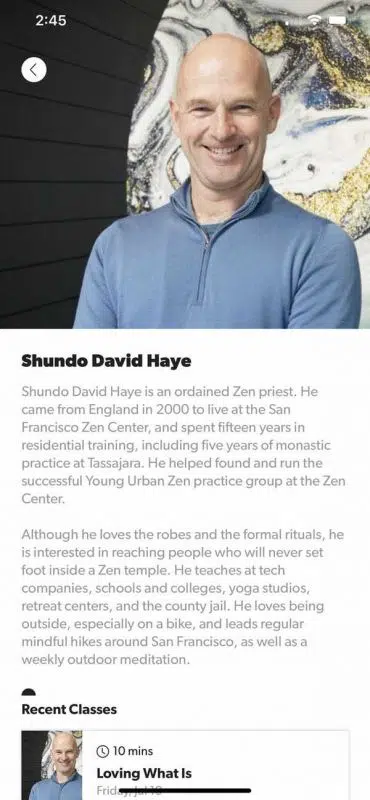 2:45
Shundo David Haye
Shundo David Haye is an ordained Zen priest. He
came from England in 2000 to live at the San
Francisco Zen Center, and spent fifteen years in
residential training, including five years of monastic
practice at Tassajara. He helped found and run the
successful Young Urban Zen practice group at the Zen
Center.
Although he loves the robes and the formal rituals, he
is interested in reaching people who will never set
foot inside a Zen temple. He teaches at tech
companies, schools and colleges, yoga studios,
retreat centers, and the county jail. He loves being
outside, especially on a bike, and leads regular
mindful hikes around San Francisco, as well as a
weekly outdoor meditation.
Recent Classes
10 mins
Loving What Is
Friday, Jul